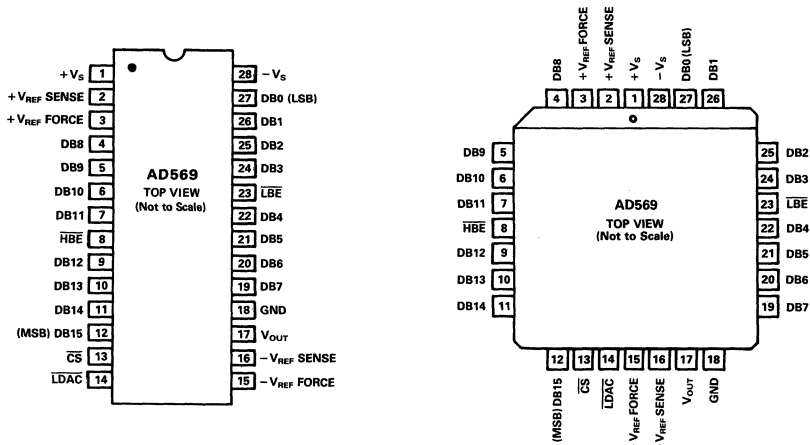 +VS 1
+VREF SENSE 2
+VREF FORCE 3
DB8 4
DB9 5
DB10 6
DB11 7
HBE 8
DB12 9
DB13 10
DB14 11
(MSB) DB15 12
CS 13
LDAC 14
AD569
TOP VIEW
(Not to Scale)
28 −VS
27 DB0 (LSB)
26 DB1
25 DB2
24 DB3
23 LBE
22 DB4
21 DB5
20 DB6
19 DB7
18 GND
17 VOUT
16 −VREF SENSE
15 −VREF FORCE
DB8
+VREF FORCE
+VREF SENSE
+VS
−VS
DB0 (LSB)
DB1
4 3 2 1 28 27 26
DB9 5
DB10 6
DB11 7
HBE 8
DB12 9
DB13 10
DB14 11
AD569
TOP VIEW
(Not to Scale)
25 DB2
24 DB3
23 LBE
22 DB4
21 DB5
20 DB6
19 DB7
12 13 14 15 16 17 18
(MSB) DB15
CS
LDAC
VREF FORCE
VREF SENSE
VOUT
GND